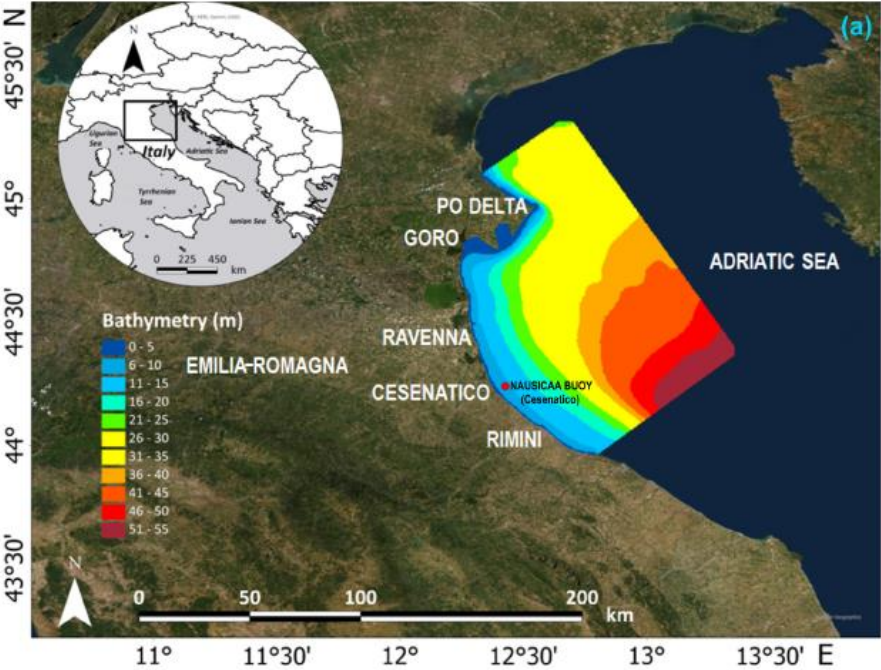 (a)
N
45°30'
45°
44°30'
44°
43°30'
Ligurian
Sea
Italy
Adriatic Sea
Tyrrhenian
Sea
Ionian Sea
0 225 450
km
PO DELTA
GORO
ADRIATIC SEA
RAVENNA
EMILIA-ROMAGNA
CESENATICO
NAUSICAA BUOY
(Cesenatico)
RIMINI
Bathymetry (m)
0 - 5
6 - 10
11 - 15
16 - 20
21 - 25
26 - 30
31 - 35
36 - 40
41 - 45
46 - 50
51 - 55
N
0 50 100 200
km
11° 11°30' 12° 12°30' 13° 13°30' E